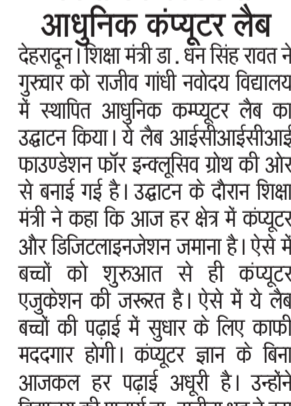 आधुनिक कंप्यूटर लैब
देहरादून। शिक्षा मंत्री डा. धन सिंह रावत ने
गुरुवार को राजीव गांधी नवोदय विद्यालय
में स्थापित आधुनिक कम्प्यूटर लैब का
उद्घाटन किया। ये लैब आईसीआईसीआई
फाउण्डेशन फॉर इन्क्लूसिव ग्रोथ की ओर
से बनाई गई है। उद्घाटन के दौरान शिक्षा
मंत्री ने कहा कि आज हर क्षेत्र में कंप्यूटर
और डिजिटलाइनजेशन जमाना है। ऐसे में
बच्चों को शुरुआत से ही कंप्यूटर
एजुकेशन की जरूरत है। ऐसे में ये लैब
बच्चों की पढ़ाई में सुधार के लिए काफी
मददगार होगी। कंप्यूटर ज्ञान के बिना
आजकल हर पढ़ाई अधूरी है। उन्होंने